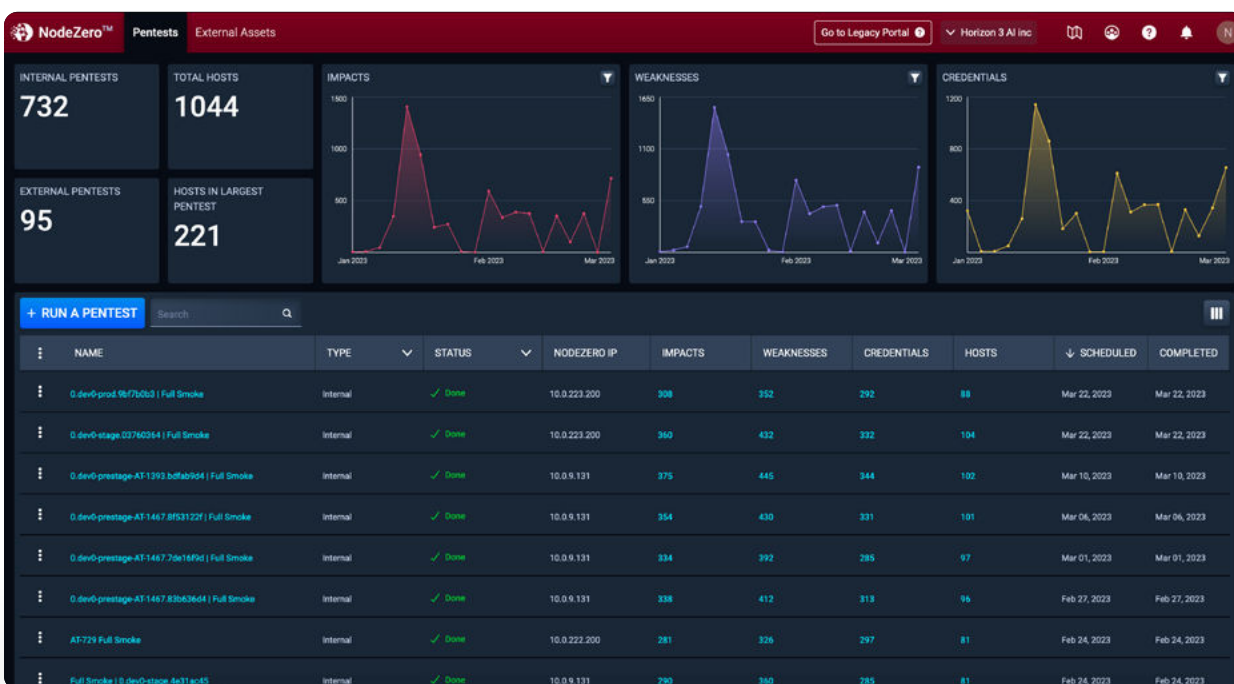 NodeZero™ Pentests External Assets Go to Legacy Portal ? Horizon 3 AI inc ? N
INTERNAL PENTESTS
732
TOTAL HOSTS
1044
EXTERNAL PENTESTS
95
HOSTS IN LARGEST
PENTEST
221
IMPACTS
1500
1000
500
Jan 2023 Feb 2023 Mar 2023
WEAKNESSES
1650
1100
550
Jan 2023 Feb 2023 Mar 2023
CREDENTIALS
1200
800
400
Jan 2023 Feb 2023 Mar 2023
+ RUN A PENTEST Search
NAME TYPE STATUS NODEZERO IP IMPACTS WEAKNESSES CREDENTIALS HOSTS SCHEDULED COMPLETED
0.dev0-prod.9bf7b0b3 | Full Smoke Internal Done 10.0.223.200 308 352 292 88 Mar 22, 2023 Mar 22, 2023
0.dev0-stage.03760364 | Full Smoke Internal Done 10.0.223.200 360 432 332 104 Mar 22, 2023 Mar 22, 2023
0.dev0-prestage-AT-1393.bdfab9d4 | Full Smoke Internal Done 10.0.9.131 375 445 344 102 Mar 10, 2023 Mar 10, 2023
0.dev0-prestage-AT-1467.8f53122f | Full Smoke Internal Done 10.0.9.131 354 430 331 101 Mar 06, 2023 Mar 06, 2023
0.dev0-prestage-AT-1467.7de16f9d | Full Smoke Internal Done 10.0.9.131 334 392 285 97 Mar 01, 2023 Mar 01, 2023
0.dev0-prestage-AT-1467.83b636d4 | Full Smoke Internal Done 10.0.9.131 338 412 313 96 Feb 27, 2023 Feb 27, 2023
AT-729 Full Smoke Internal Done 10.0.222.200 281 326 297 81 Feb 24, 2023 Feb 24, 2023
Full Smoke | 0.dev0-stage.4e31ac45 Internal Done 10.0.9.131 290 360 285 81 Feb 24, 2023 Feb 24, 2023